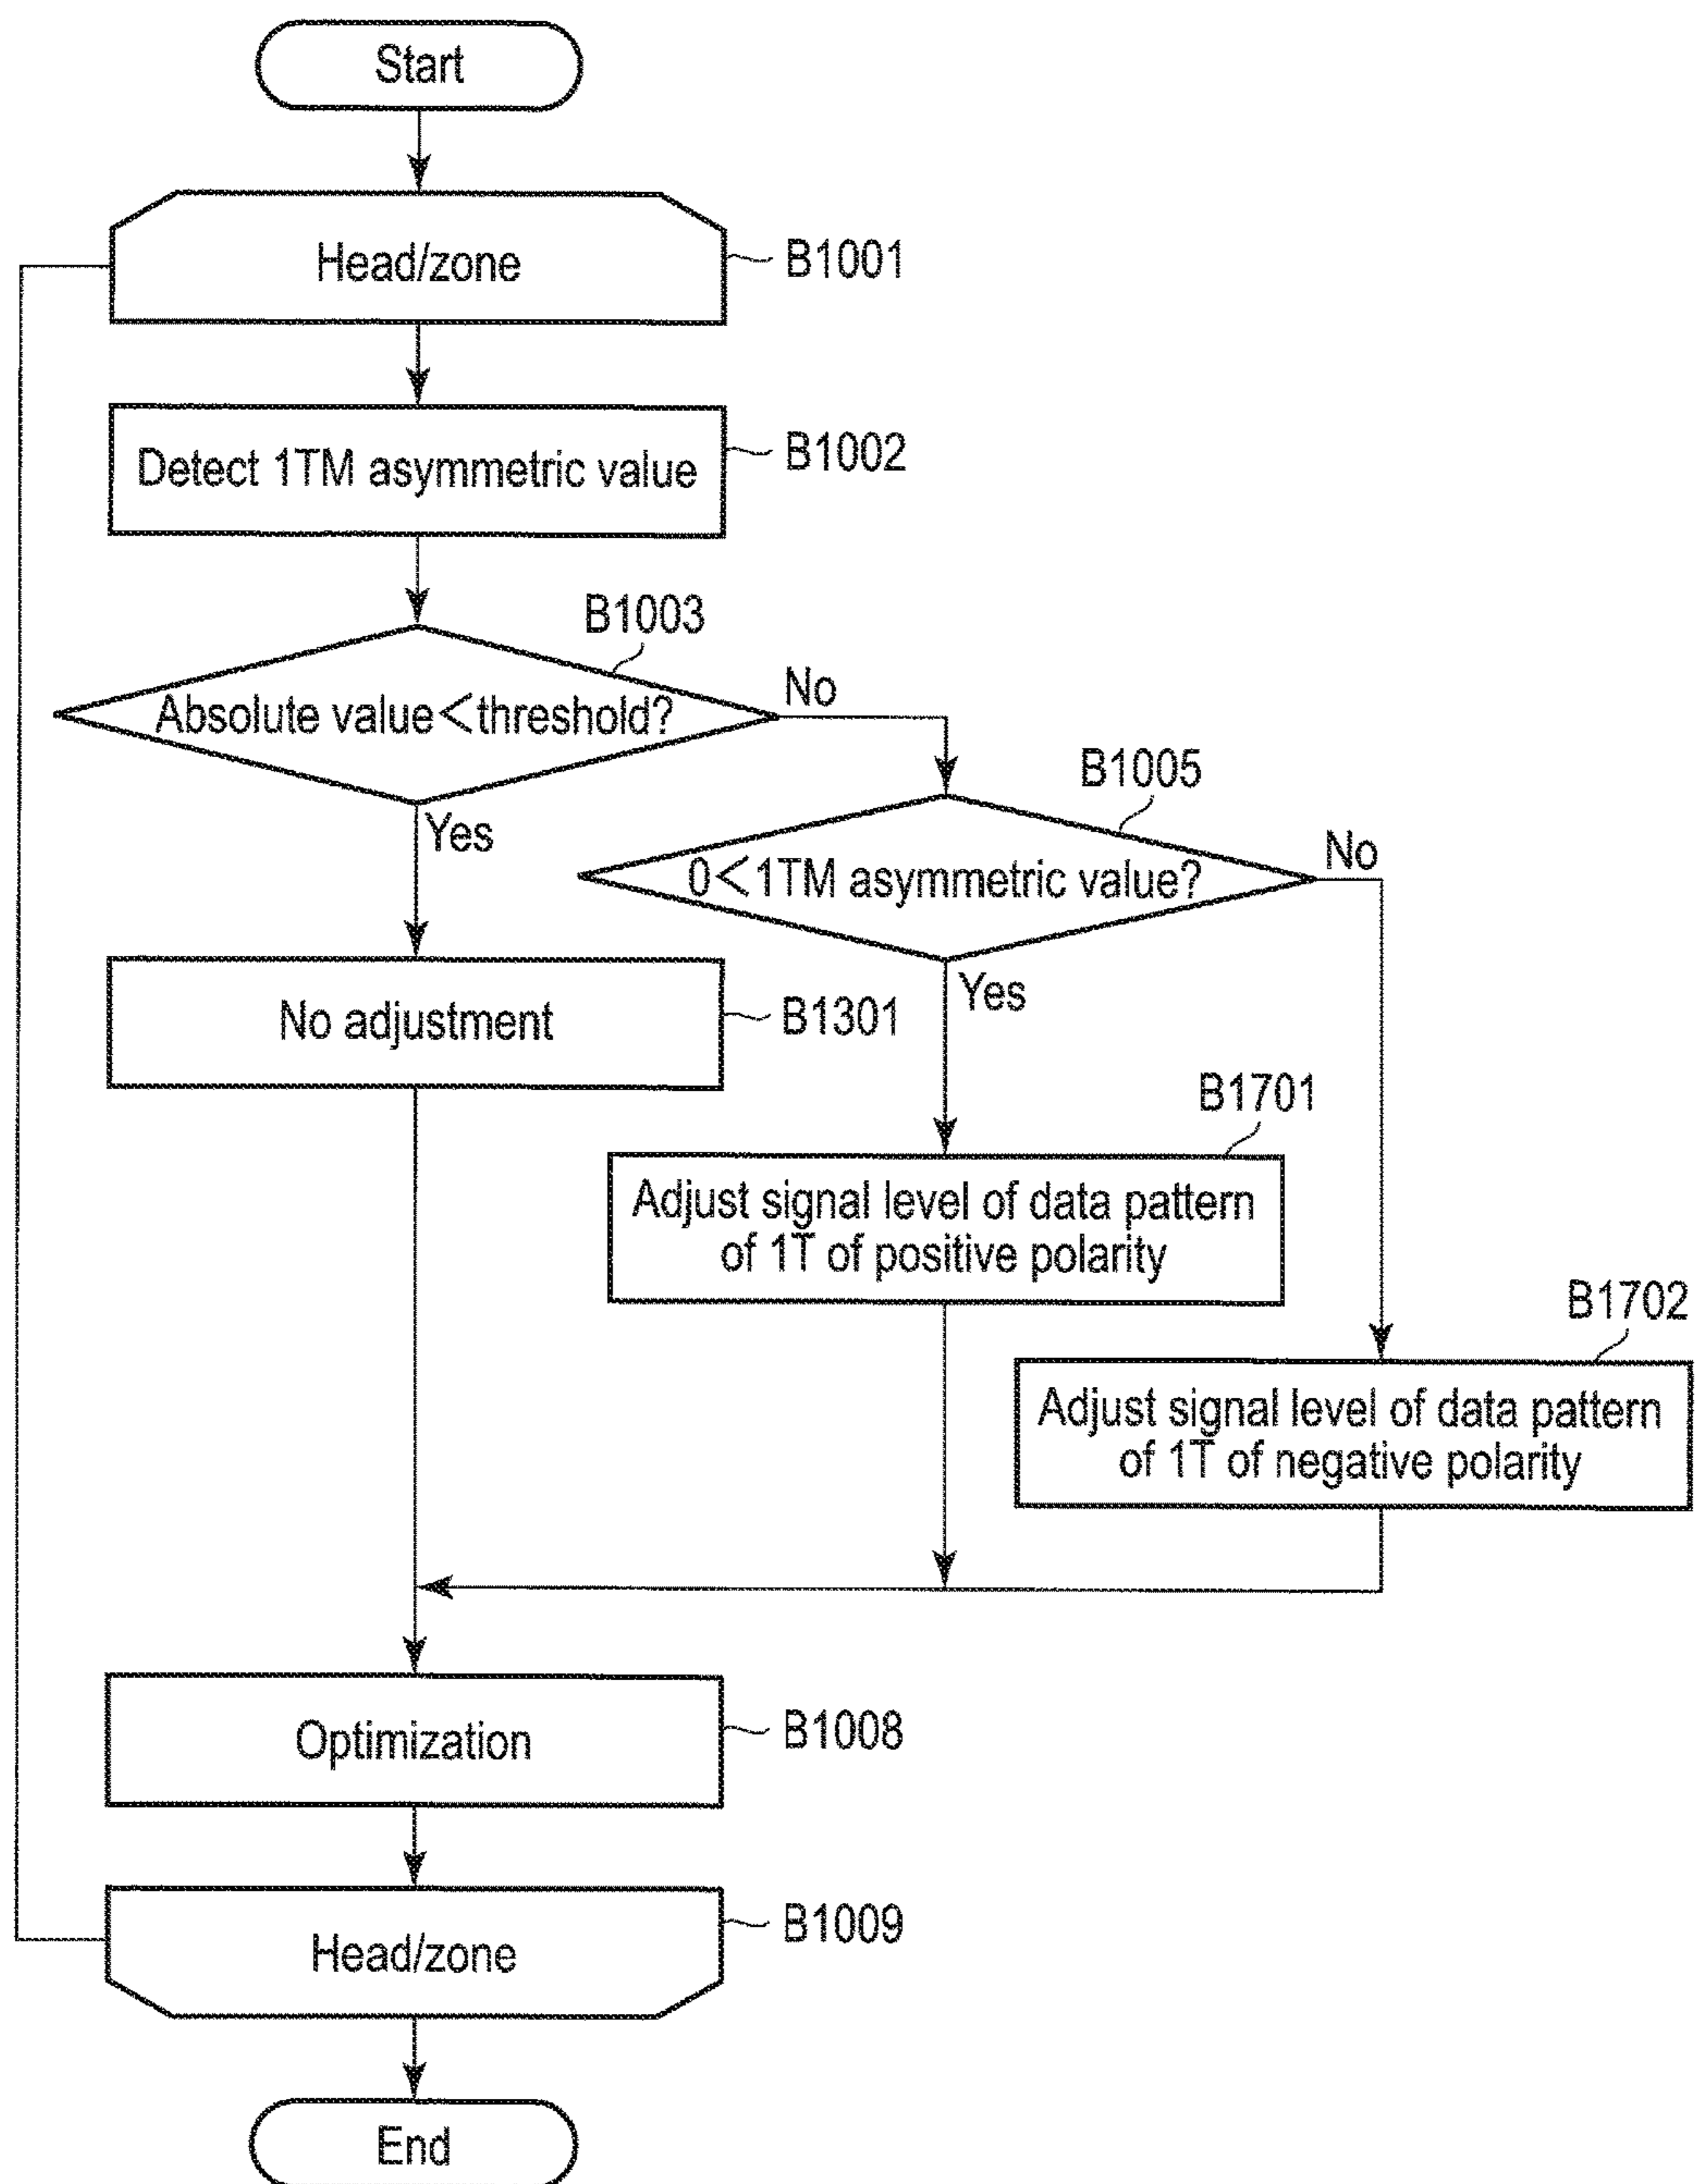 Start
Head/zone
B1001
Detect 1TM asymmetric value
B1002
B1003
Absolute value<threshold?
No
Yes
B1005
0<1TM asymmetric value?
No
Yes
No adjustment
B1301
B1701
Adjust signal level of data pattern
of 1T of positive polarity
B1702
Adjust signal level of data pattern
of 1T of negative polarity
Optimization
B1008
Head/zone
B1009
End